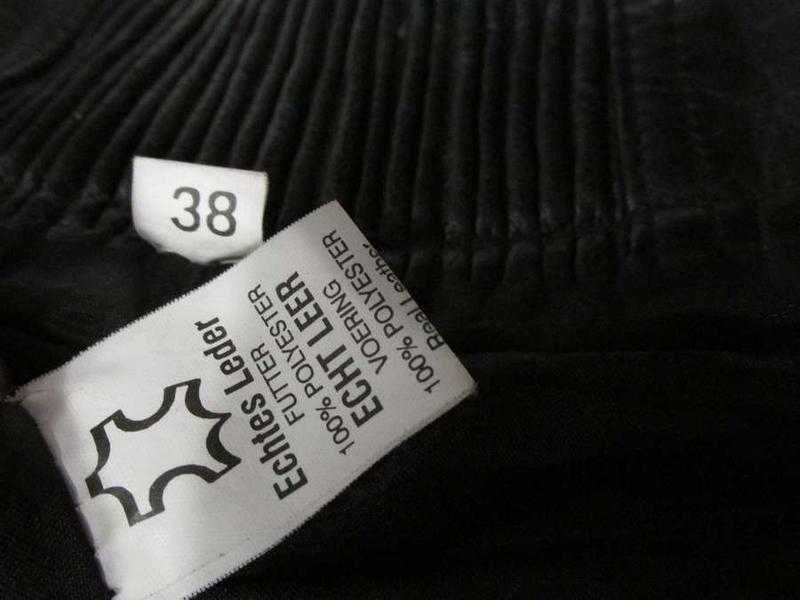 38
Echtes Leder
FUTTER
100% POLYESTER
ECHT LEER
VOERING
100% POLYESTER
Real Leather